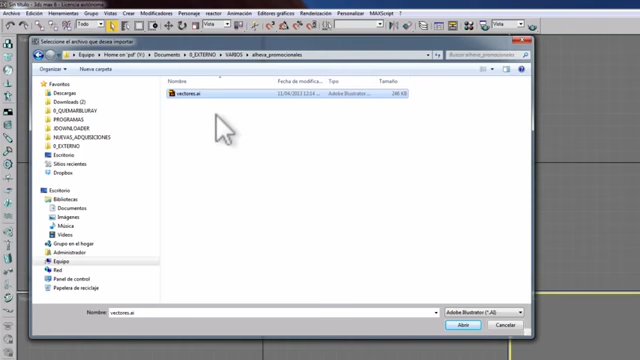 Sin título - 3ds max 6 - Licencia autónoma
Archivo Edición Herramientas Grupo Vistas Crear Modificadores Personaje reactor Animación Editores gráficos Rendering Personalizar MAXScript Ayuda
Todo Vista
Seleccione el archivo que desea importar
Equipo Home on 'psf' (Y:) Documents 0_EXTERNO VARIOS alheva_promocionales
Buscar alheva_promocionales
Organizar Nueva carpeta
Nombre Fecha de modifica... Tipo Tamaño
vectores.ai 11/04/2013 12:14 ... Adobe Illustrator ... 246 KB
Favoritos
Descargas
Downloads (2)
0_QUEMARBLURAY
PROGRAMAS
JDOWNLOADER
NUEVAS_ADQUISICIONES
0_EXTERNO
Escritorio
Sitios recientes
Dropbox
Escritorio
Bibliotecas
Documentos
Imágenes
Música
Vídeos
Grupo en el hogar
Administrador
Equipo
Red
Panel de control
Papelera de reciclaje
Nombre: vectores.ai
Adobe Illustrator (*.AI)
Abrir Cancelar